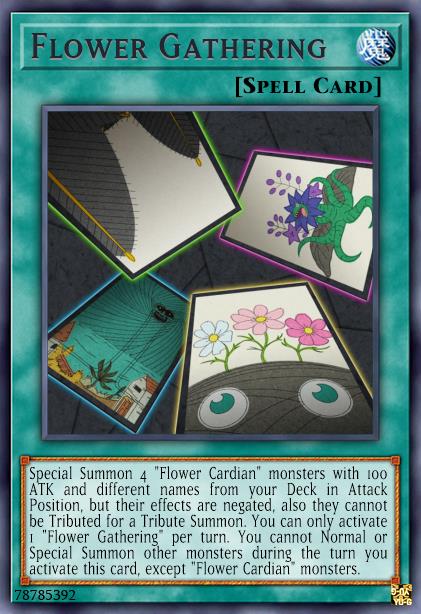 FLOWER GATHERING
魔
[SPELL CARD]
Special Summon 4 "Flower Cardian" monsters with 100
ATK and different names from your Deck in Attack
Position, but their effects are negated, also they cannot
be Tributed for a Tribute Summon. You can only activate
1 "Flower Gathering" per turn. You cannot Normal or
Special Summon other monsters during the turn you
activate this card, except "Flower Cardian" monsters.
78785392